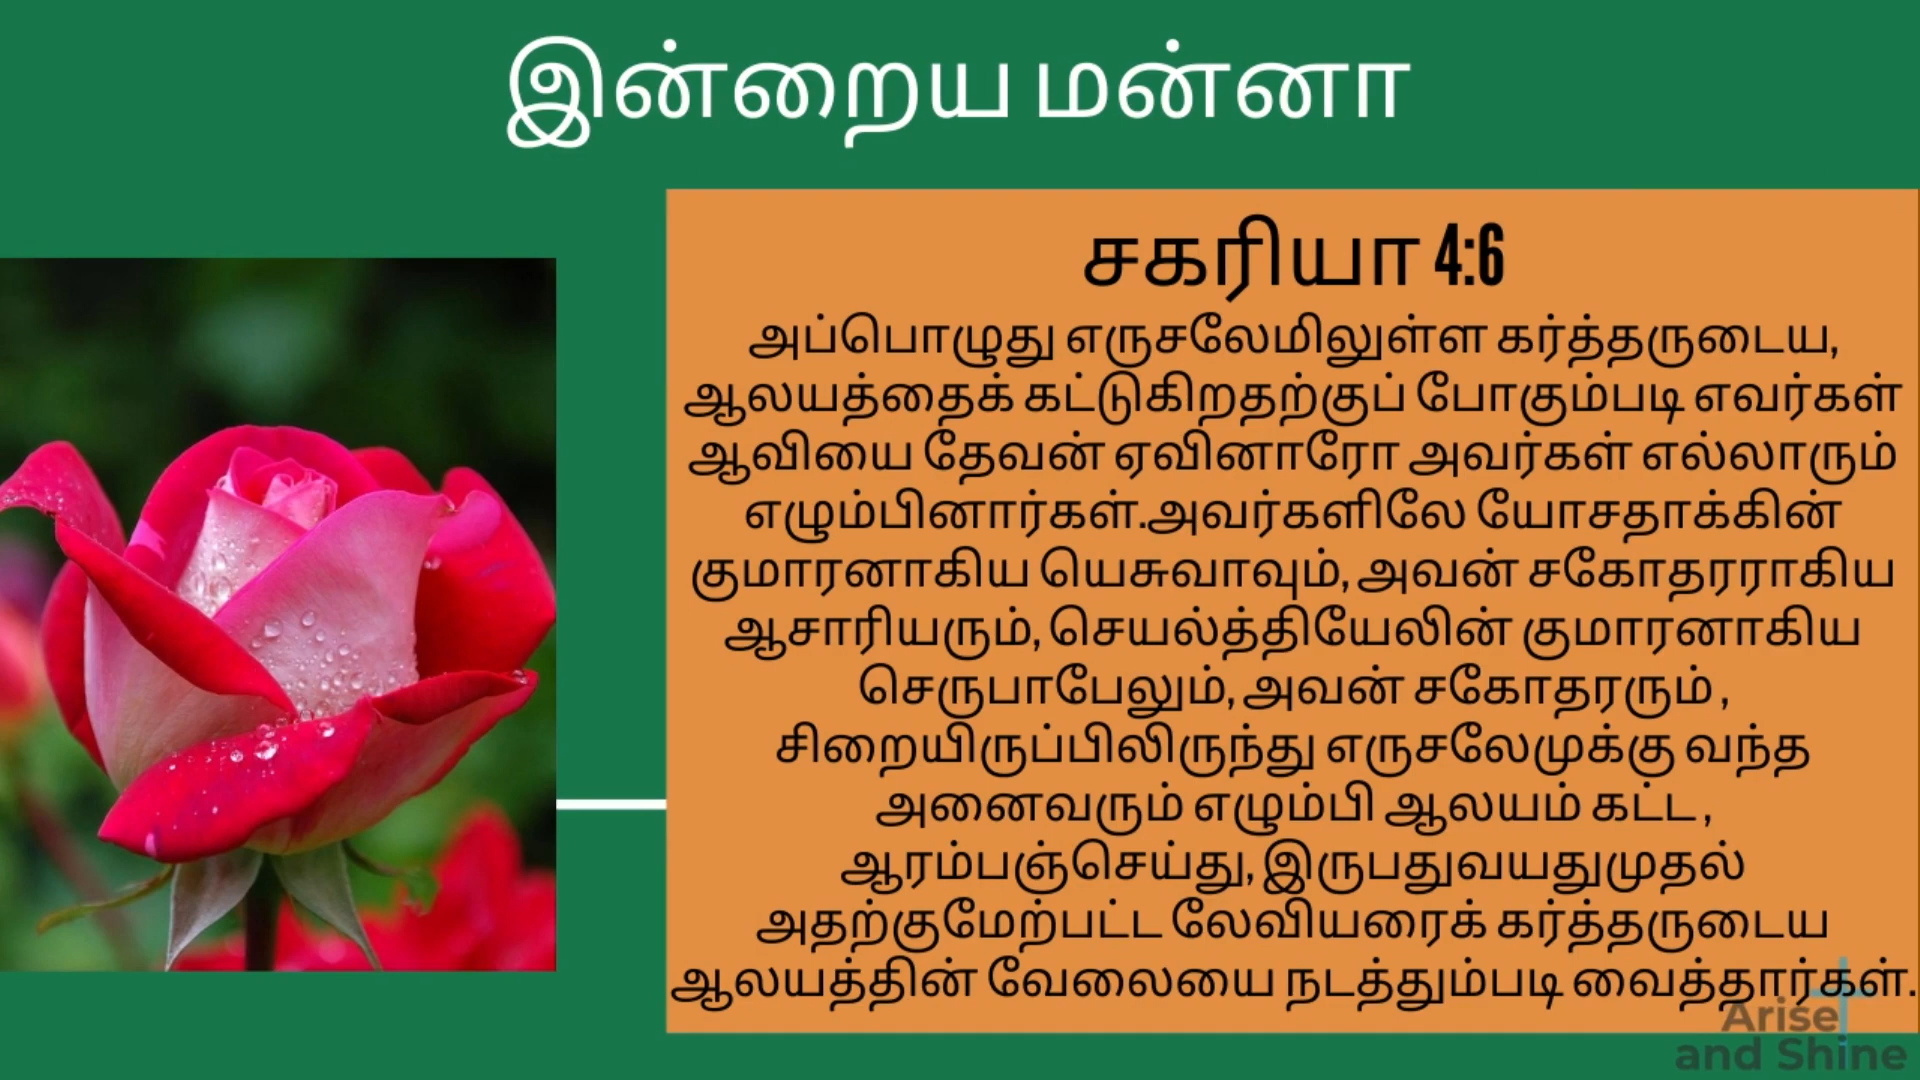 இன்றைய மன்னா
சகரியா 4:6
அப்பொழுது எருசலேமிலுள்ள கர்த்தருடைய,
ஆலயத்தைக் கட்டுகிறதற்குப் போகும்படி எவர்கள்
ஆவியை தேவன் ஏவினாரோ அவர்கள் எல்லாரும்
எழும்பினார்கள்.அவர்களிலே யோசதாக்கின்
குமாரனாகிய யெசுவாவும், அவன் சகோதரராகிய
ஆசாரியரும், செயல்த்தியேலின் குமாரனாகிய
செருபாபேலும், அவன் சகோதரரும் ,
சிறையிருப்பிலிருந்து எருசலேமுக்கு வந்த
அனைவரும் எழும்பி ஆலயம் கட்ட ,
ஆரம்பஞ்செய்து, இருபதுவயதுமுதல்
அதற்குமேற்பட்ட லேவியரைக் கர்த்தருடைய
ஆலயத்தின் வேலையை நடத்தும்படி வைத்தார்கள்.
Arise
and Shine